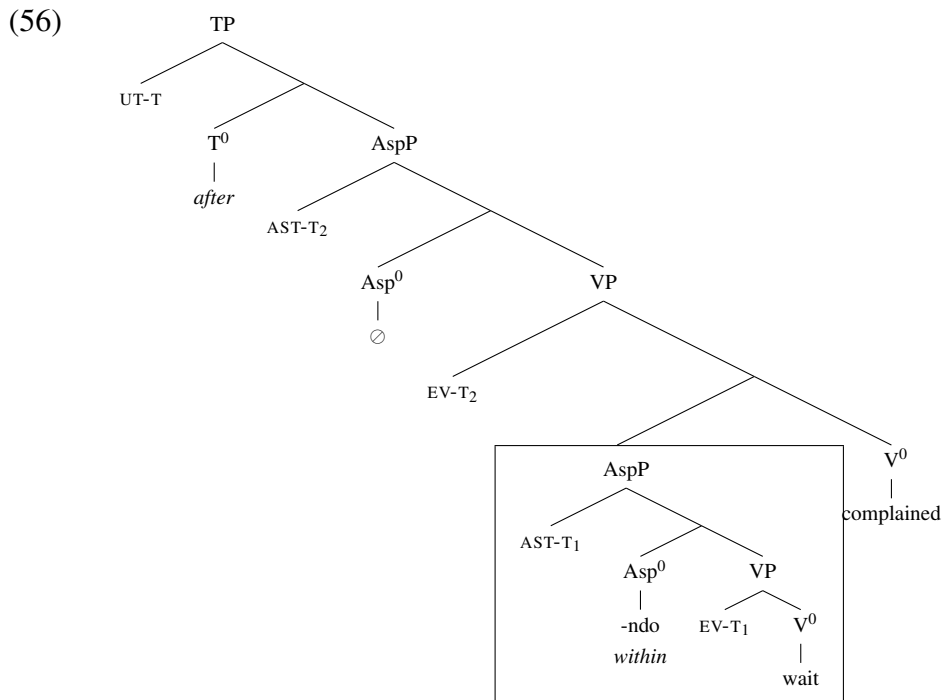 (56)
TP
UT-T
T⁰
AspP
after
AST-T₂
Asp⁰
VP
∅
EV-T₂
AspP
V⁰
complained
AST-T₁
Asp⁰
VP
-ndo
EV-T₁
V⁰
within
wait